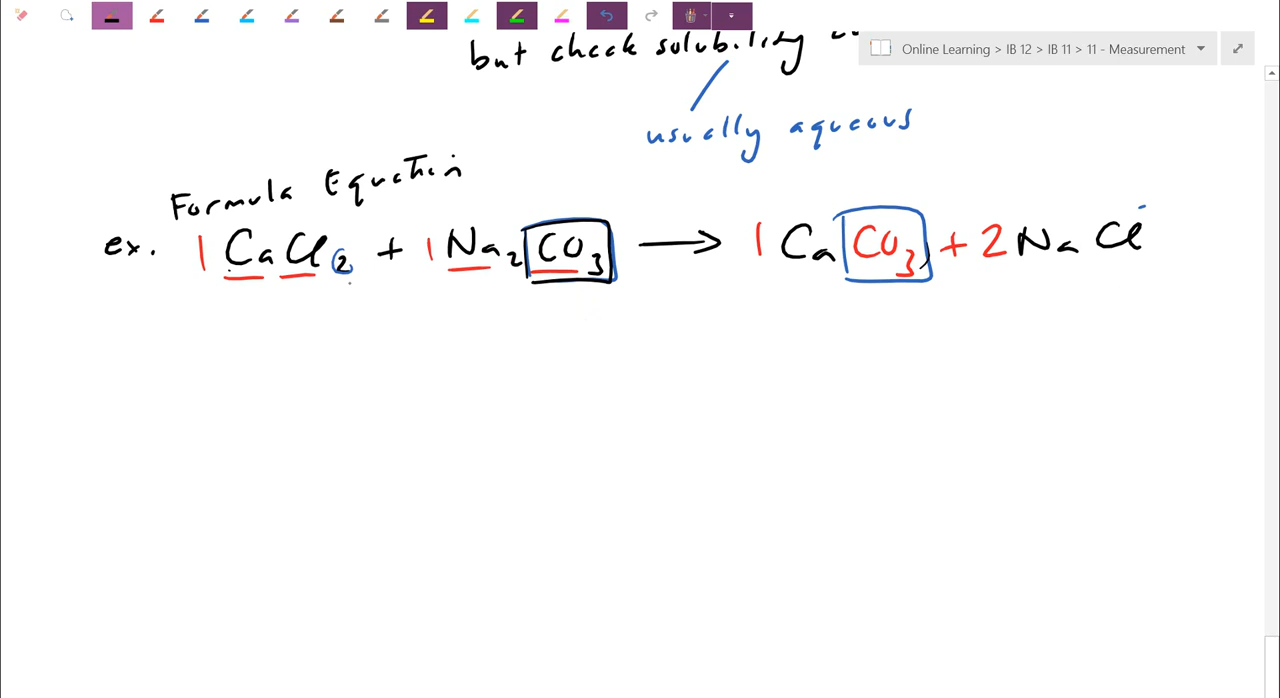 but check solubility
Online Learning > IB 12 > IB 11 > 11 - Measurement
usually aqueous
Formula Equation
ex. 1 CaCl₂ + 1 Na₂CO₃ → 1 CaCO₃ + 2 NaCl